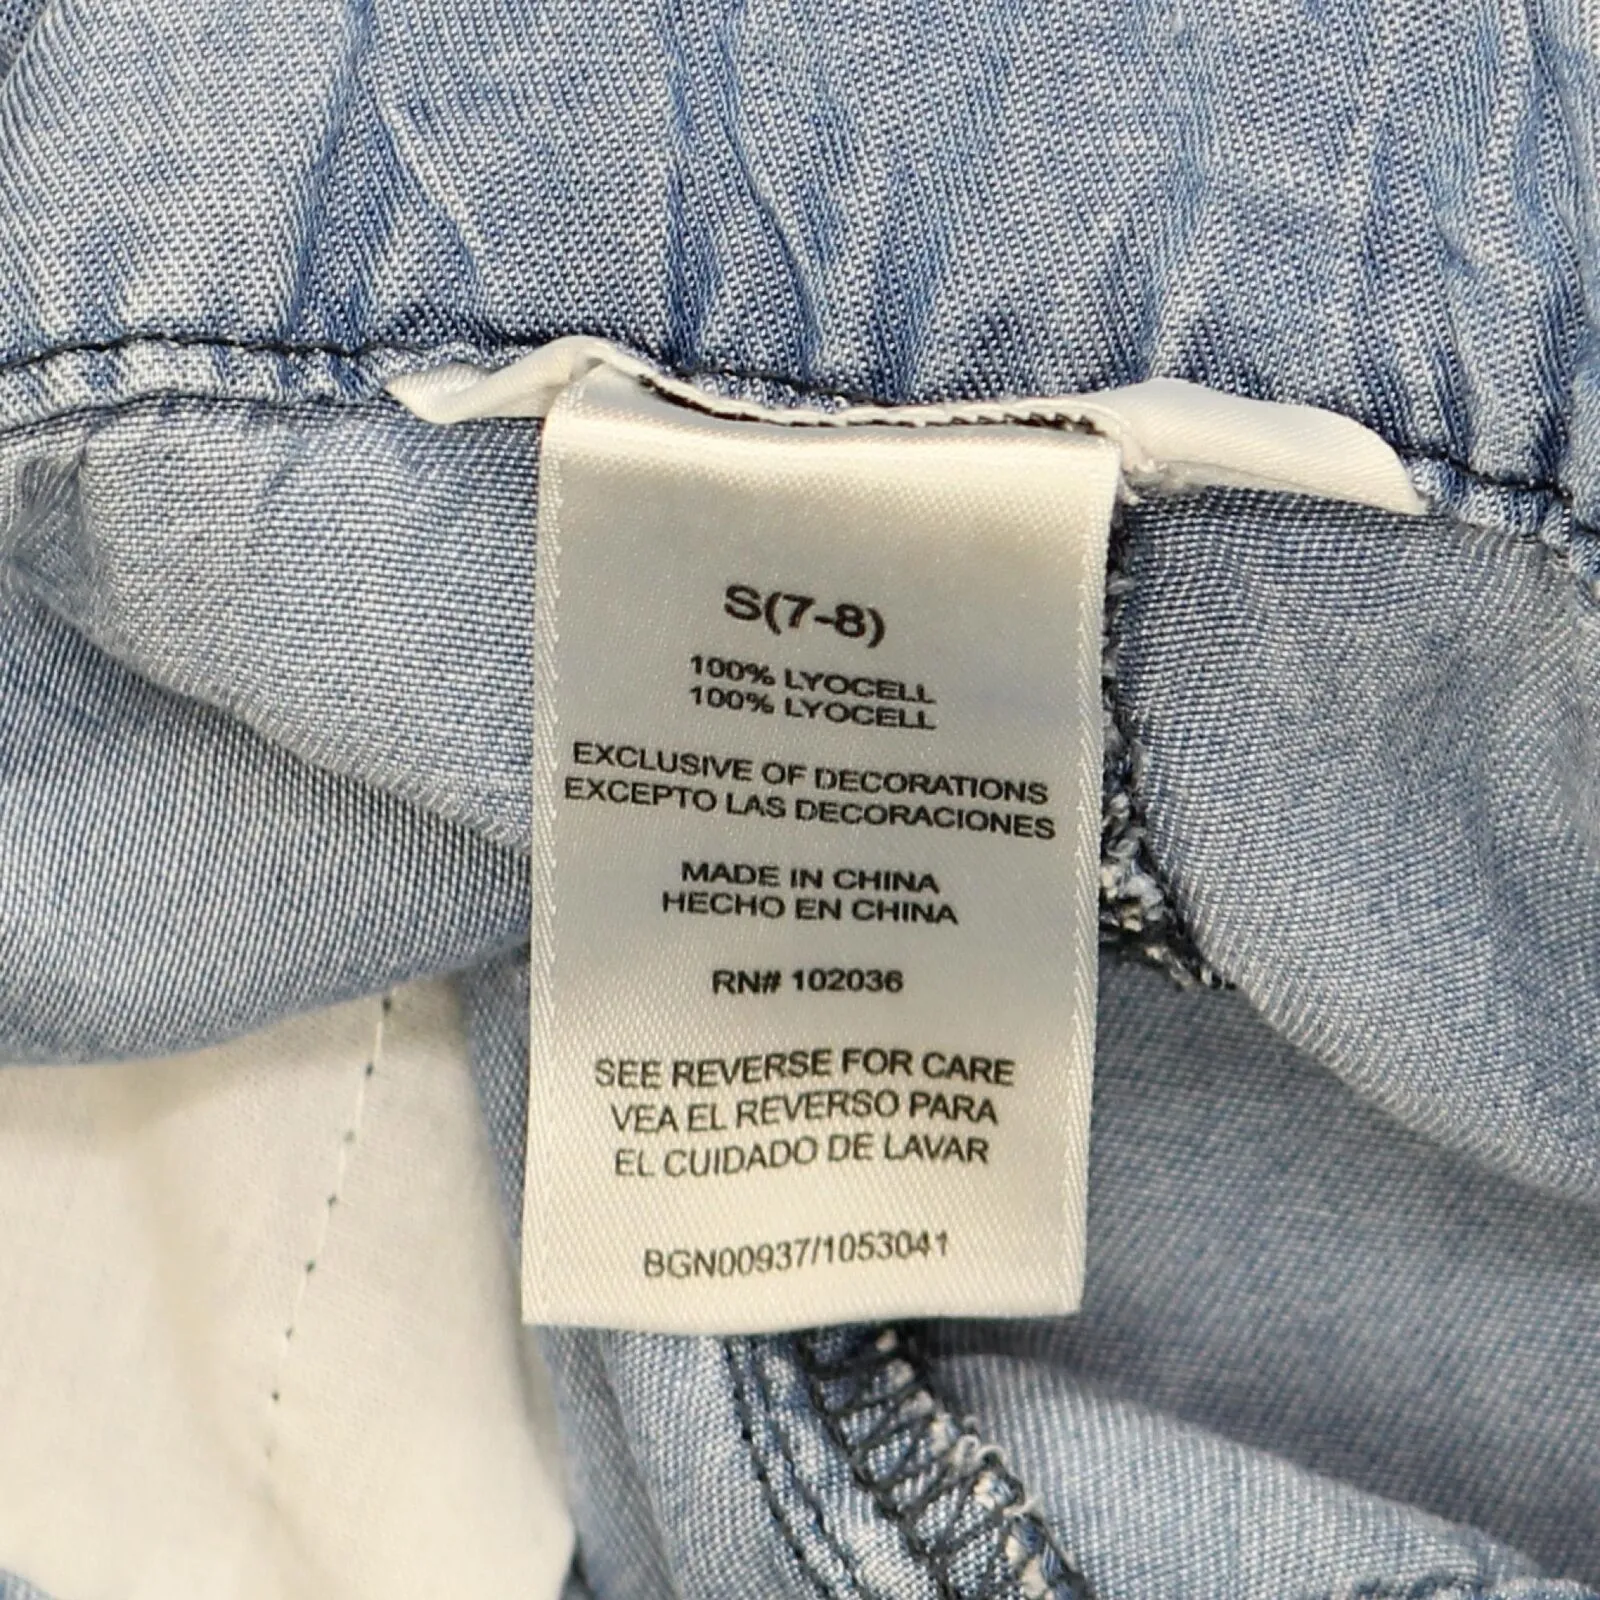 S(7-8)
100% LYOCELL
100% LYOCELL
EXCLUSIVE OF DECORATIONS
EXCEPTO LAS DECORACIONES
MADE IN CHINA
HECHO EN CHINA
RN# 102036
SEE REVERSE FOR CARE
VEA EL REVERSO PARA
EL CUIDADO DE LAVAR
BGN00937/1053041